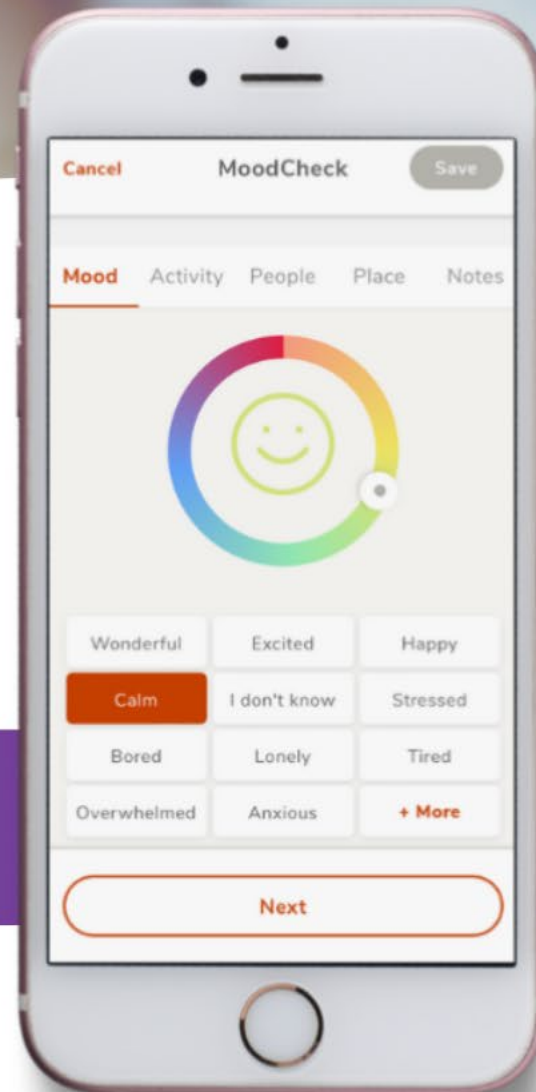 Cancel MoodCheck Save
Mood Activity People Place Notes
Wonderful Excited Happy
Calm I don't know Stressed
Bored Lonely Tired
Overwhelmed Anxious + More
Next